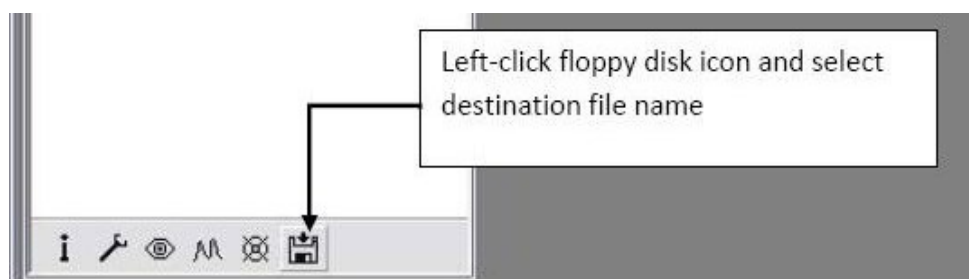 Left-click floppy disk icon and select
destination file name
i